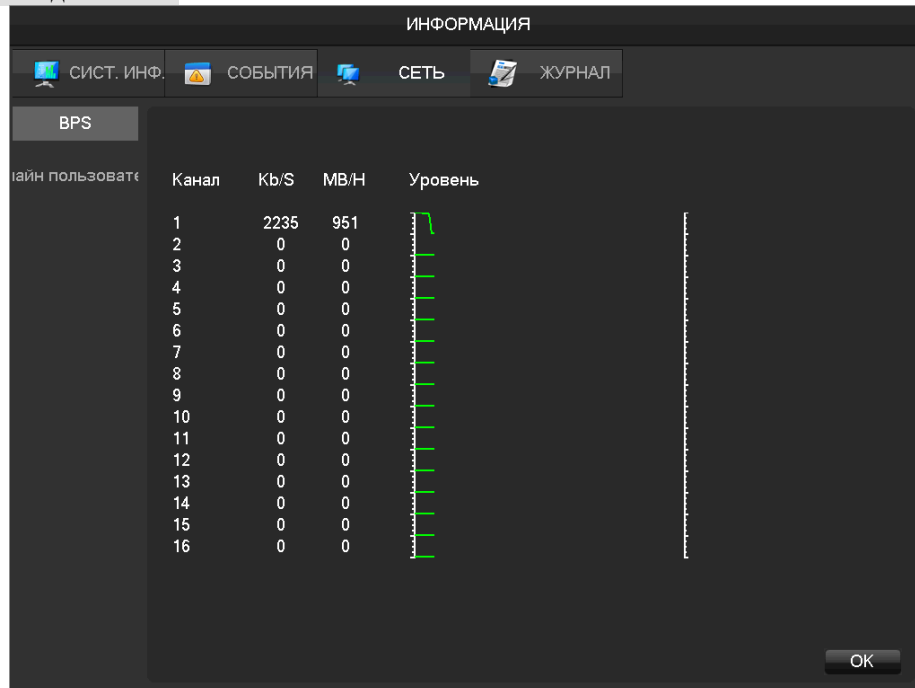 ИНФОРМАЦИЯ
СИСТ. ИНФ. СОБЫТИЯ СЕТЬ ЖУРНАЛ
BPS
лайн пользовате
Канал Kb/S MB/H Уровень
1 2235 951
2 0 0
3 0 0
4 0 0
5 0 0
6 0 0
7 0 0
8 0 0
9 0 0
10 0 0
11 0 0
12 0 0
13 0 0
14 0 0
15 0 0
16 0 0
OK